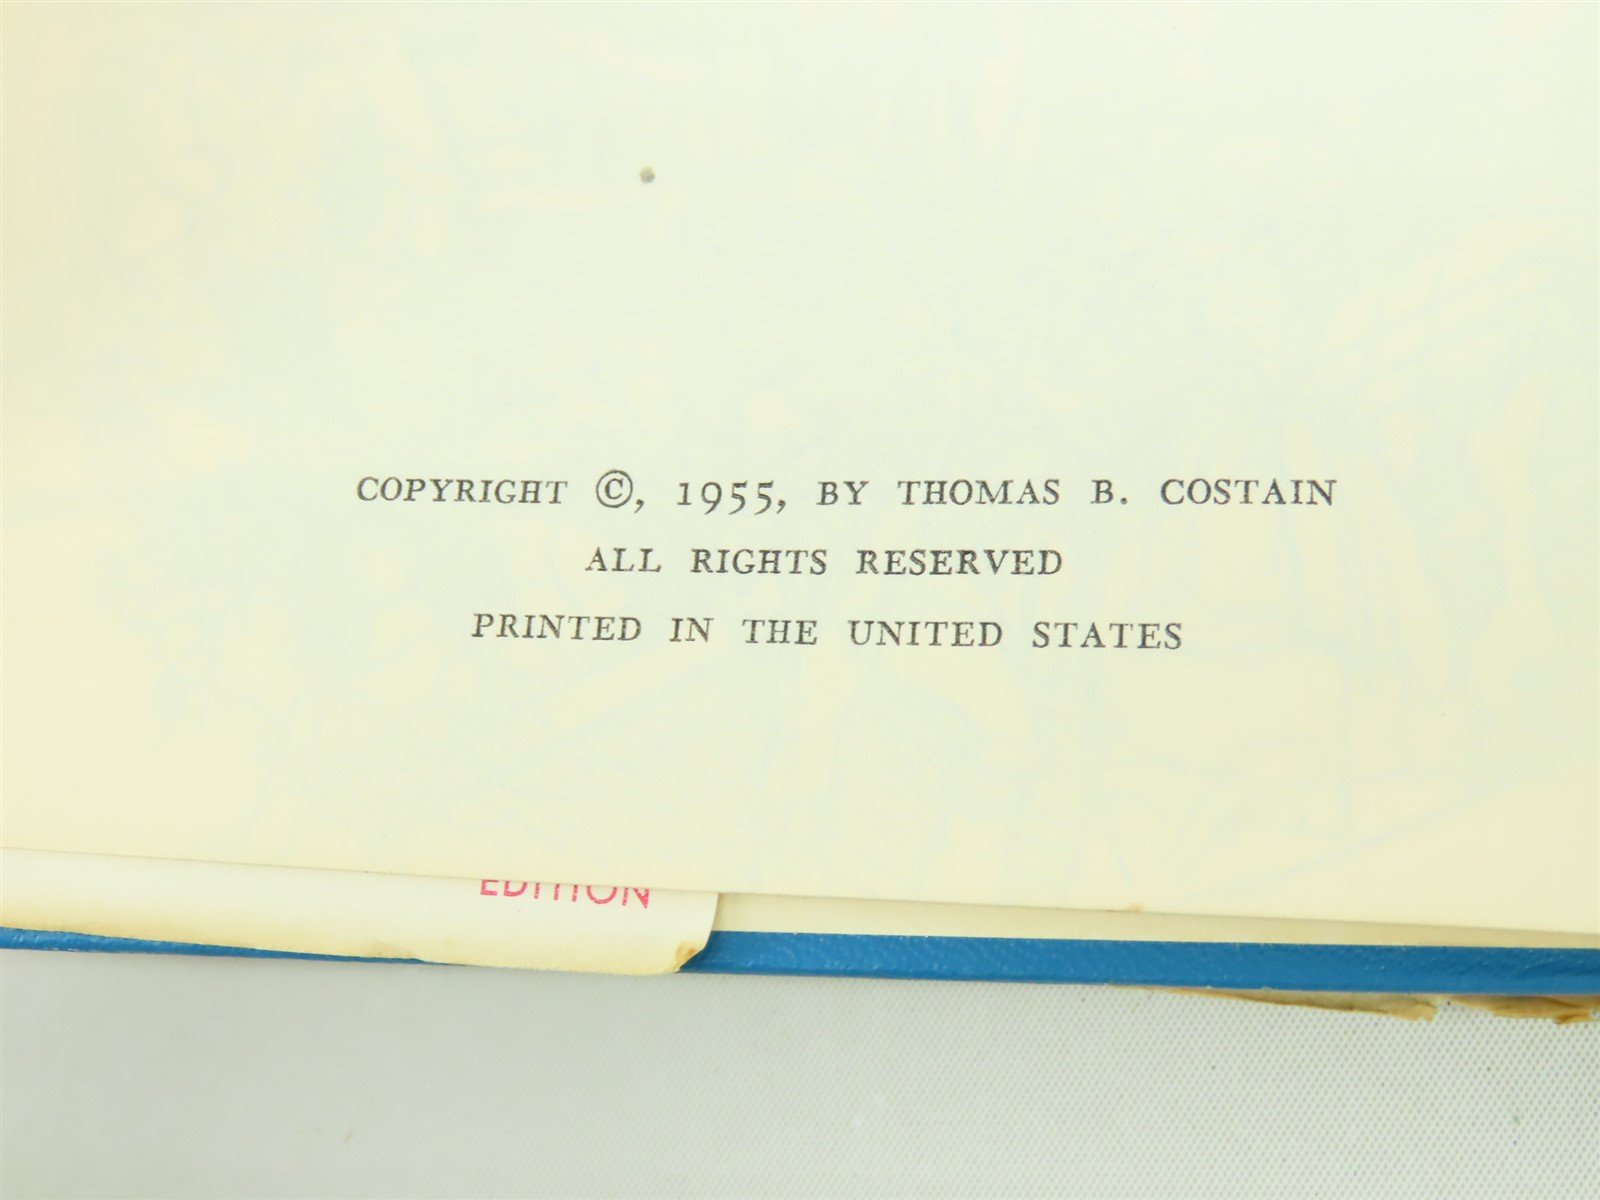 COPYRIGHT ©, 1955, BY THOMAS B. COSTAIN
ALL RIGHTS RESERVED
PRINTED IN THE UNITED STATES
EDITION